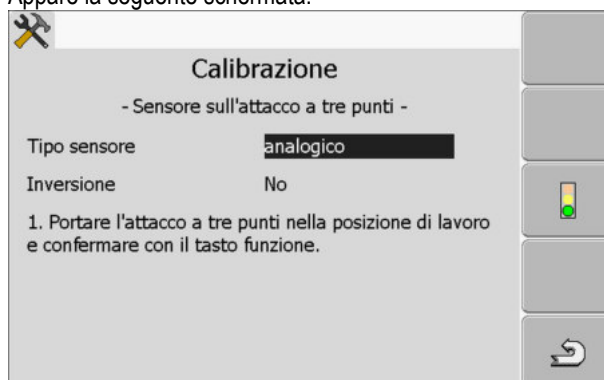 Appare la seguente schermata:
Calibrazione
- Sensore sull'attacco a tre punti -
Tipo sensore analogico
Inversione No
1. Portare l'attacco a tre punti nella posizione di lavoro
e confermare con il tasto funzione.